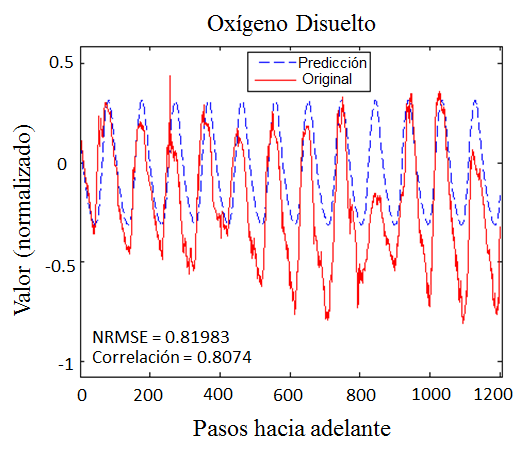 Oxígeno Disuelto
Predicción
Original
0.5
0
-0.5
-1
Valor (normalizado)
NRMSE = 0.81983
Correlación = 0.8074
0 200 400 600 800 1000 1200
Pasos hacia adelante